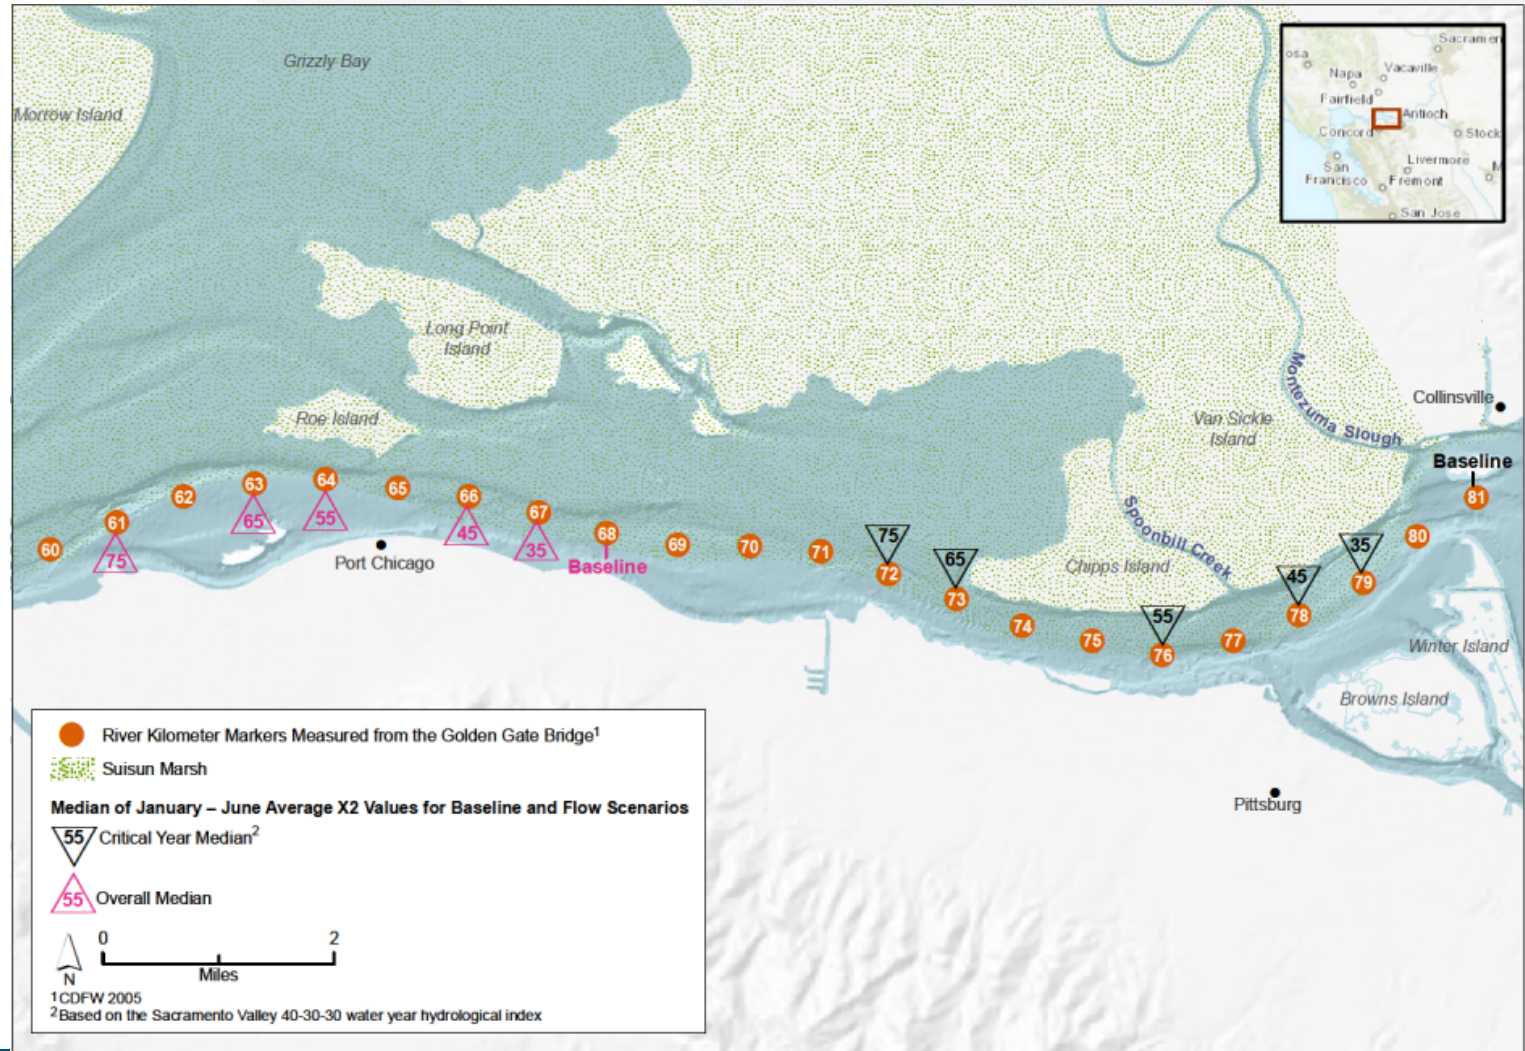 Grizzly Bay
Morrow Island
Long Point
Island
Roe Island
Port Chicago
Van Sickle
Island
Montezuma Slough
Spoonbill Creek
Chipps Island
Collinsville
Baseline
Winter Island
Browns Island
Pittsburg
Baseline
60
61
62
63
64
65
66
67
68
69
70
71
72
73
74
75
76
77
78
79
80
81
75
65
55
45
35
75
65
55
45
35
Sacramen
osa
Napa
Vacaville
Fairfield
Antioch
Concord
Stock
San
Francisco
Livermore
M
Fremont
San Jose
River Kilometer Markers Measured from the Golden Gate Bridge1
Suisun Marsh
Median of January – June Average X2 Values for Baseline and Flow Scenarios
55 Critical Year Median2
55 Overall Median
0 2
Miles
N
1CDFW 2005
2Based on the Sacramento Valley 40-30-30 water year hydrological index